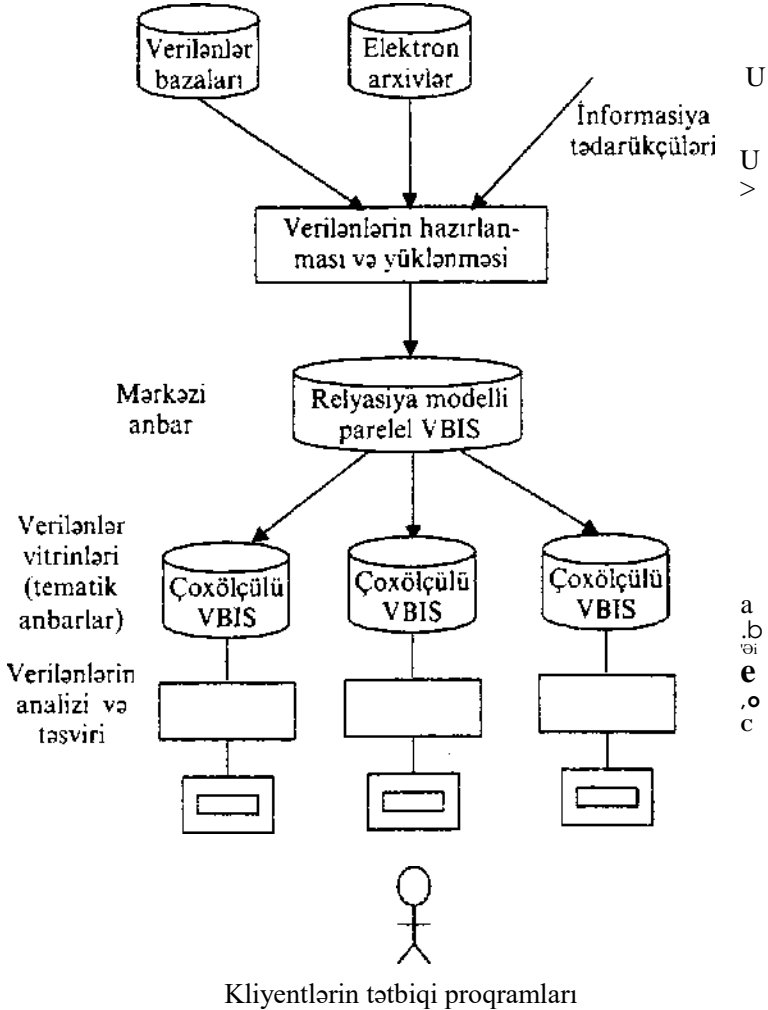 Verilənlər
bazaları
Elektron
arxivlər
U
İnformasiya
tədarükçüləri
U
>
Verilənlərin hazırlan-
ması və yüklənməsi
Mərkəzi
anbar
Relyasiya modelli
parelel VBIS
Verilənlər
vitrinləri
(tematik
anbarlar)
Çoxölçülü
VBIS
Çoxölçülü
VBIS
Çoxölçülü
VBIS
a
.b
'əi
e
,o
c
Verilənlərin
analizi və
təsviri
Kliyentlərin tətbiqi proqramları